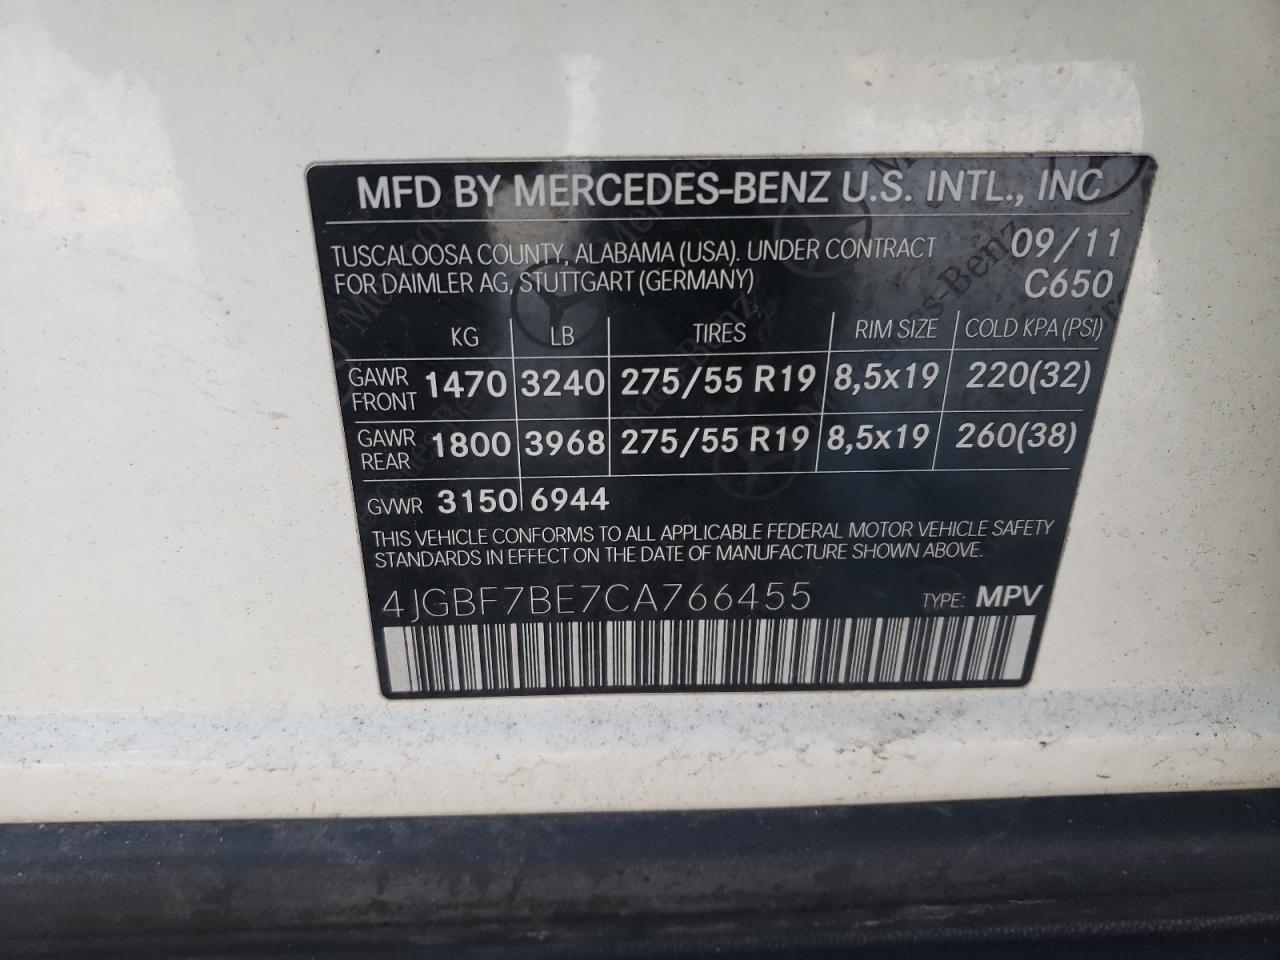 MFD BY MERCEDES-BENZ U.S. INTL., INC
TUSCALOOSA COUNTY, ALABAMA (USA). UNDER CONTRACT 09/11
FOR DAIMLER AG, STUTTGART (GERMANY) C650
KG LB TIRES RIM SIZE COLD KPA (PSI)
GAWR FRONT 1470 3240 275/55 R19 8,5x19 220(32)
GAWR REAR 1800 3968 275/55 R19 8,5x19 260(38)
GVWR 3150 6944
THIS VEHICLE CONFORMS TO ALL APPLICABLE FEDERAL MOTOR VEHICLE SAFETY
STANDARDS IN EFFECT ON THE DATE OF MANUFACTURE SHOWN ABOVE.
4JGBF7BE7CA766455 TYPE: MPV